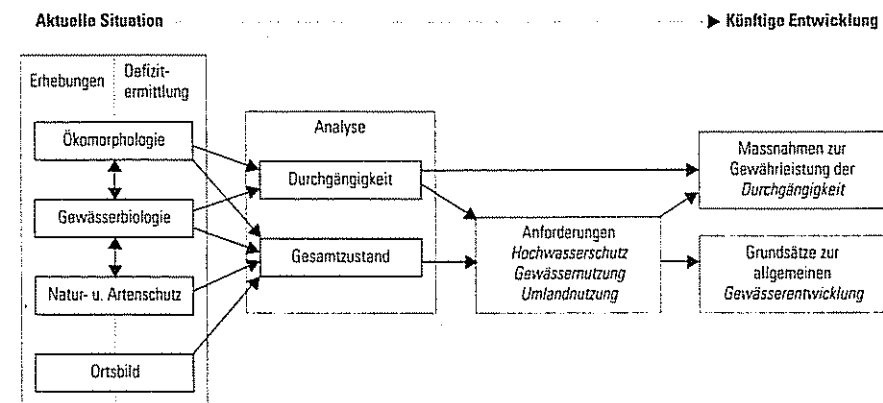 Aktuelle Situation
Künftige Entwicklung
Erhebungen
Defizit-
ermittlung
Ökomorphologie
Gewässerbiologie
Natur- u. Artenschutz
Ortsbild
Analyse
Durchgängigkeit
Gesamtzustand
Anforderungen
Hochwasserschutz
Gewässernutzung
Umlandnutzung
Massnahmen zur
Gewährleistung der
Durchgängigkeit
Grundsätze zur
allgemeinen
Gewässerentwicklung